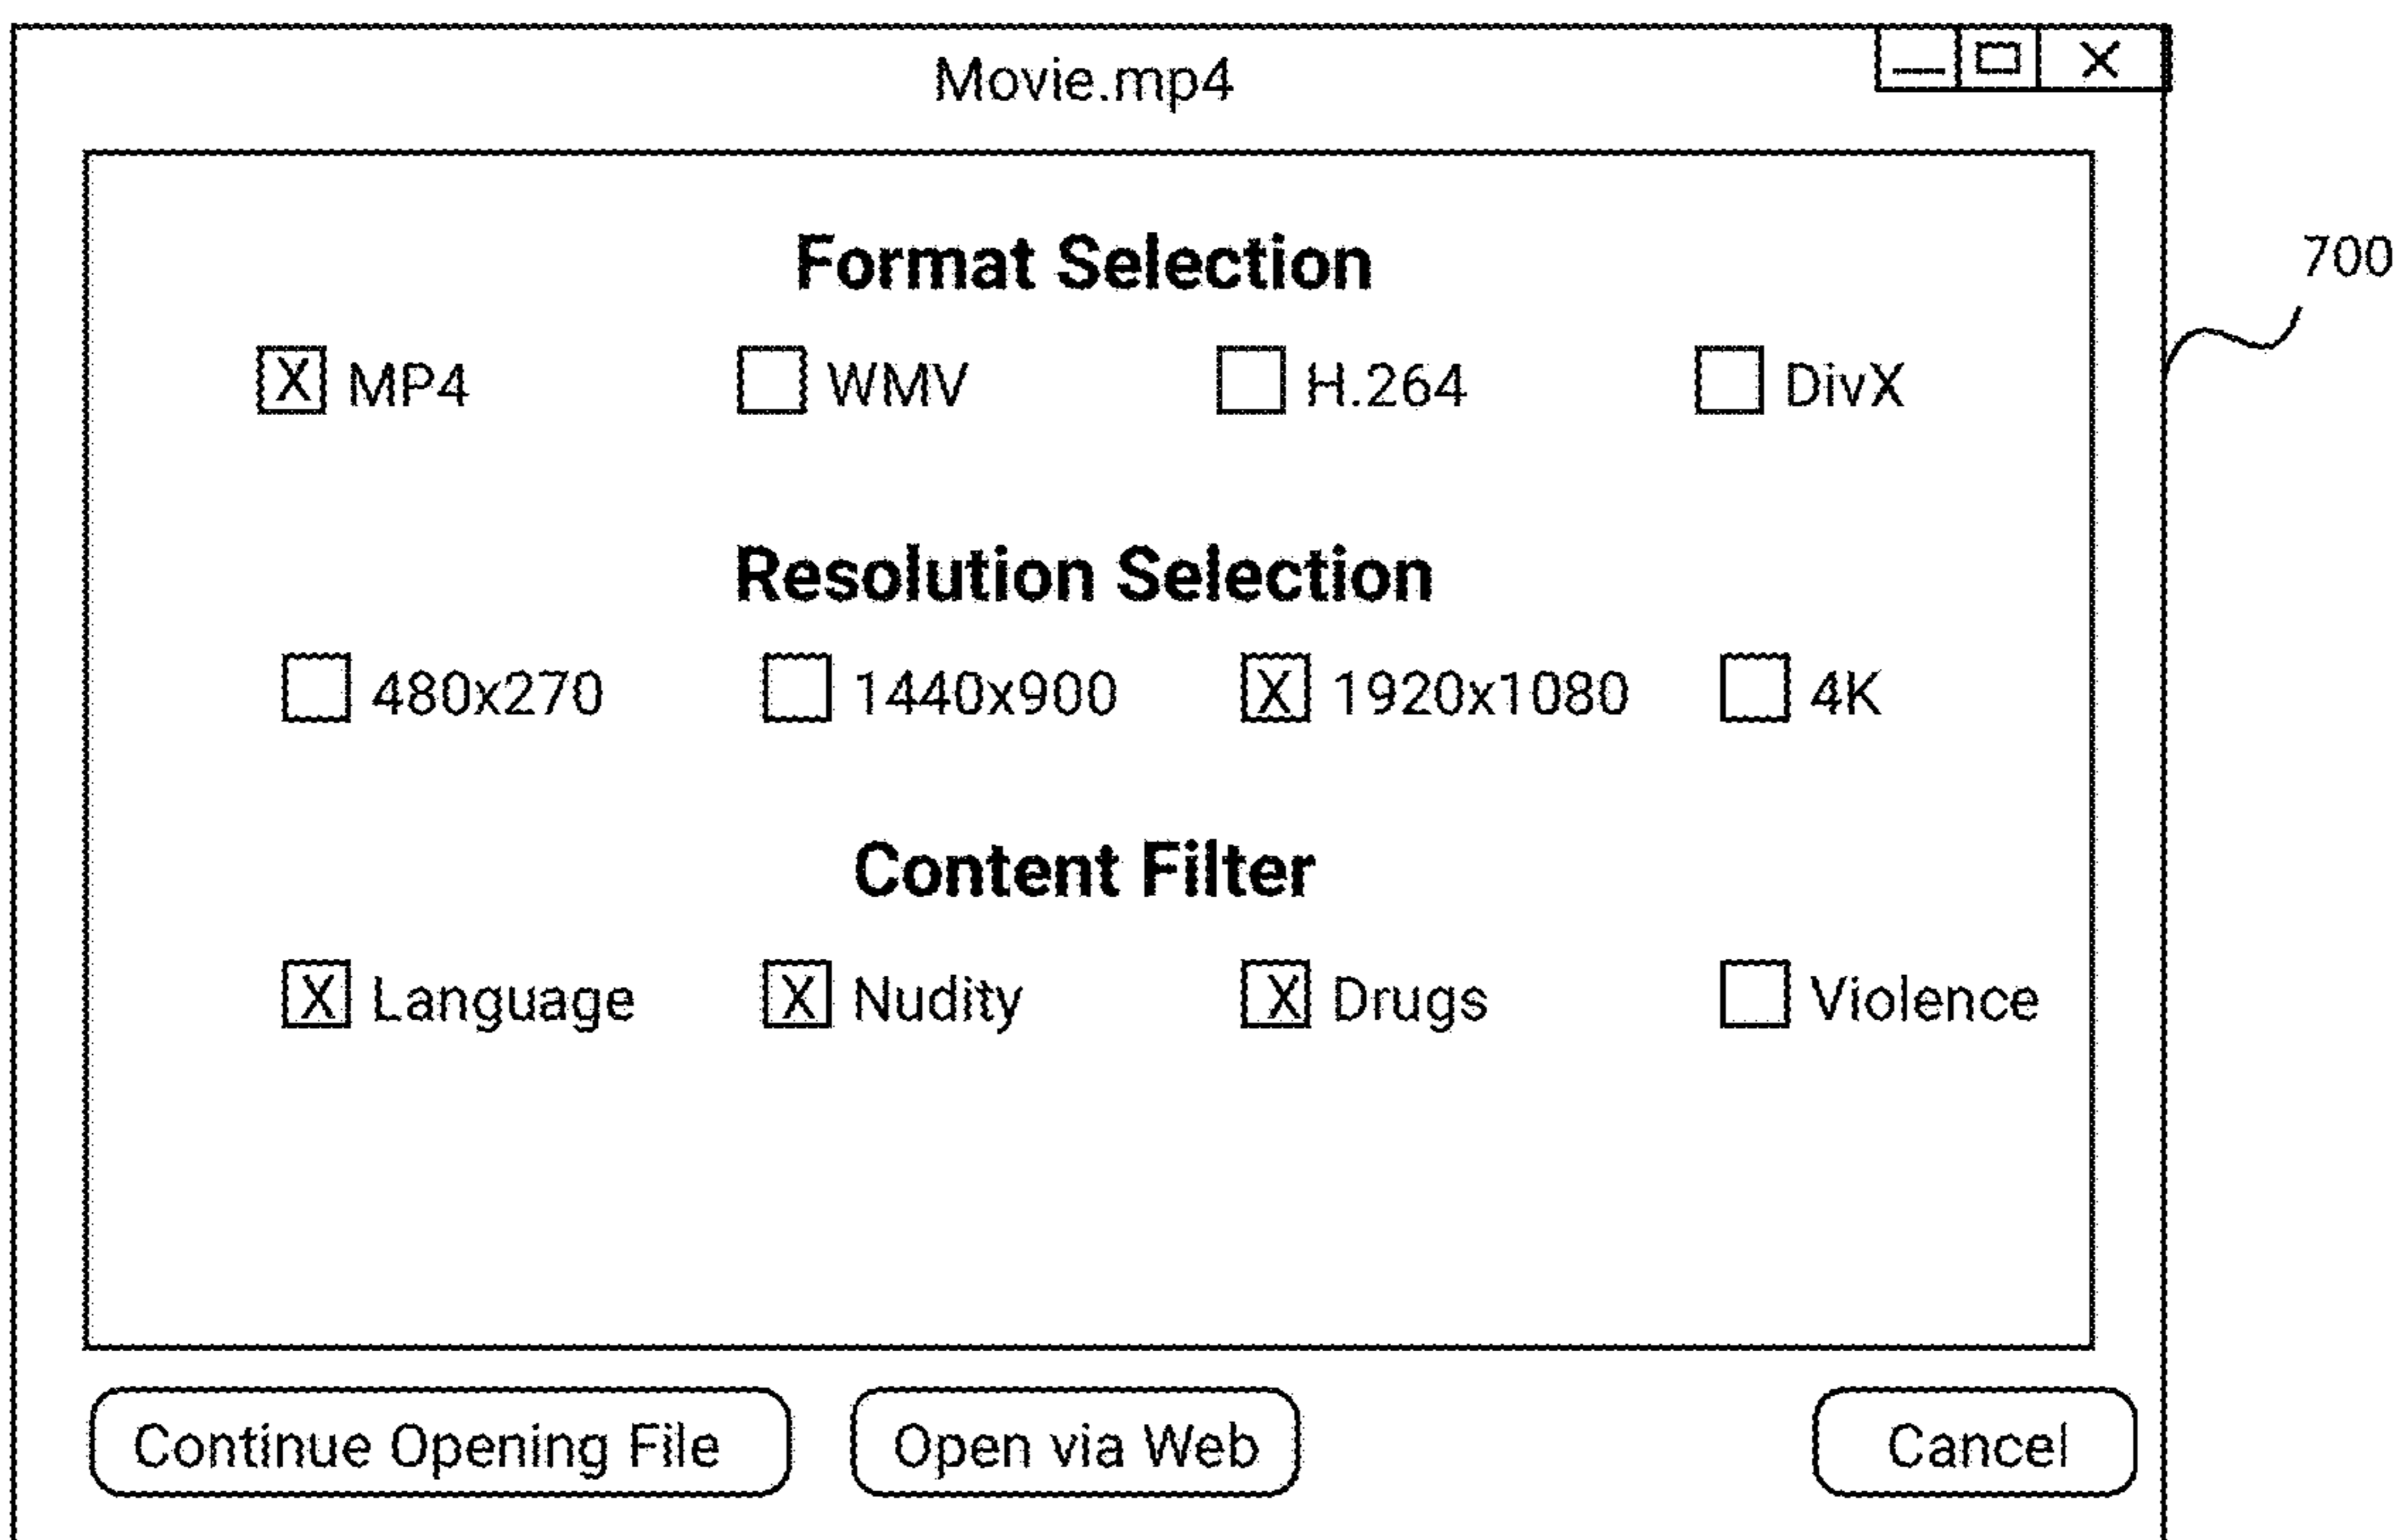 Movie.mp4
Format Selection
700
X MP4 WMV H.264 DivX
Resolution Selection
480x270 1440x900 X 1920x1080 4K
Content Filter
X Language X Nudity X Drugs Violence
Continue Opening File Open via Web Cancel